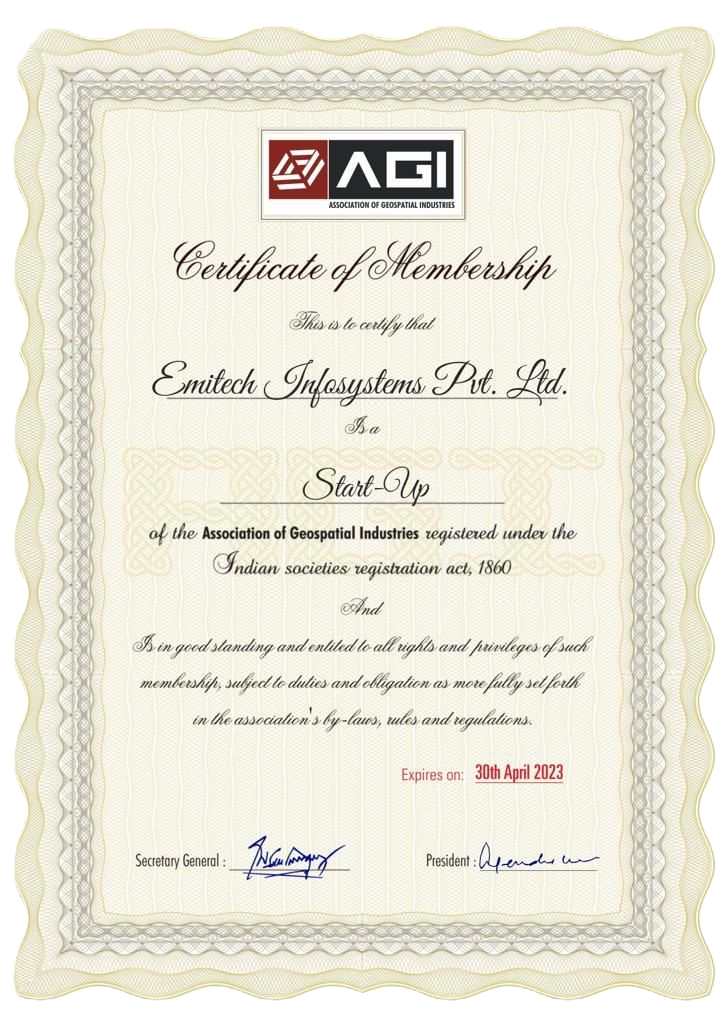 AGI
ASSOCIATION OF GEOSPATIAL INDUSTRIES
Certificate of Membership
This is to certify that
Emitech Infosystems Pvt. Ltd.
Is a
Start-Up
of the Association of Geospatial Industries registered under the
Indian societies registration act, 1860
And
Is in good standing and entited to all rights and privileges of such
membership, subject to duties and obligation as more fully set forth
in the association's by-laws, rules and regulations.
Expires on: 30th April 2023
Secretary General :
President :